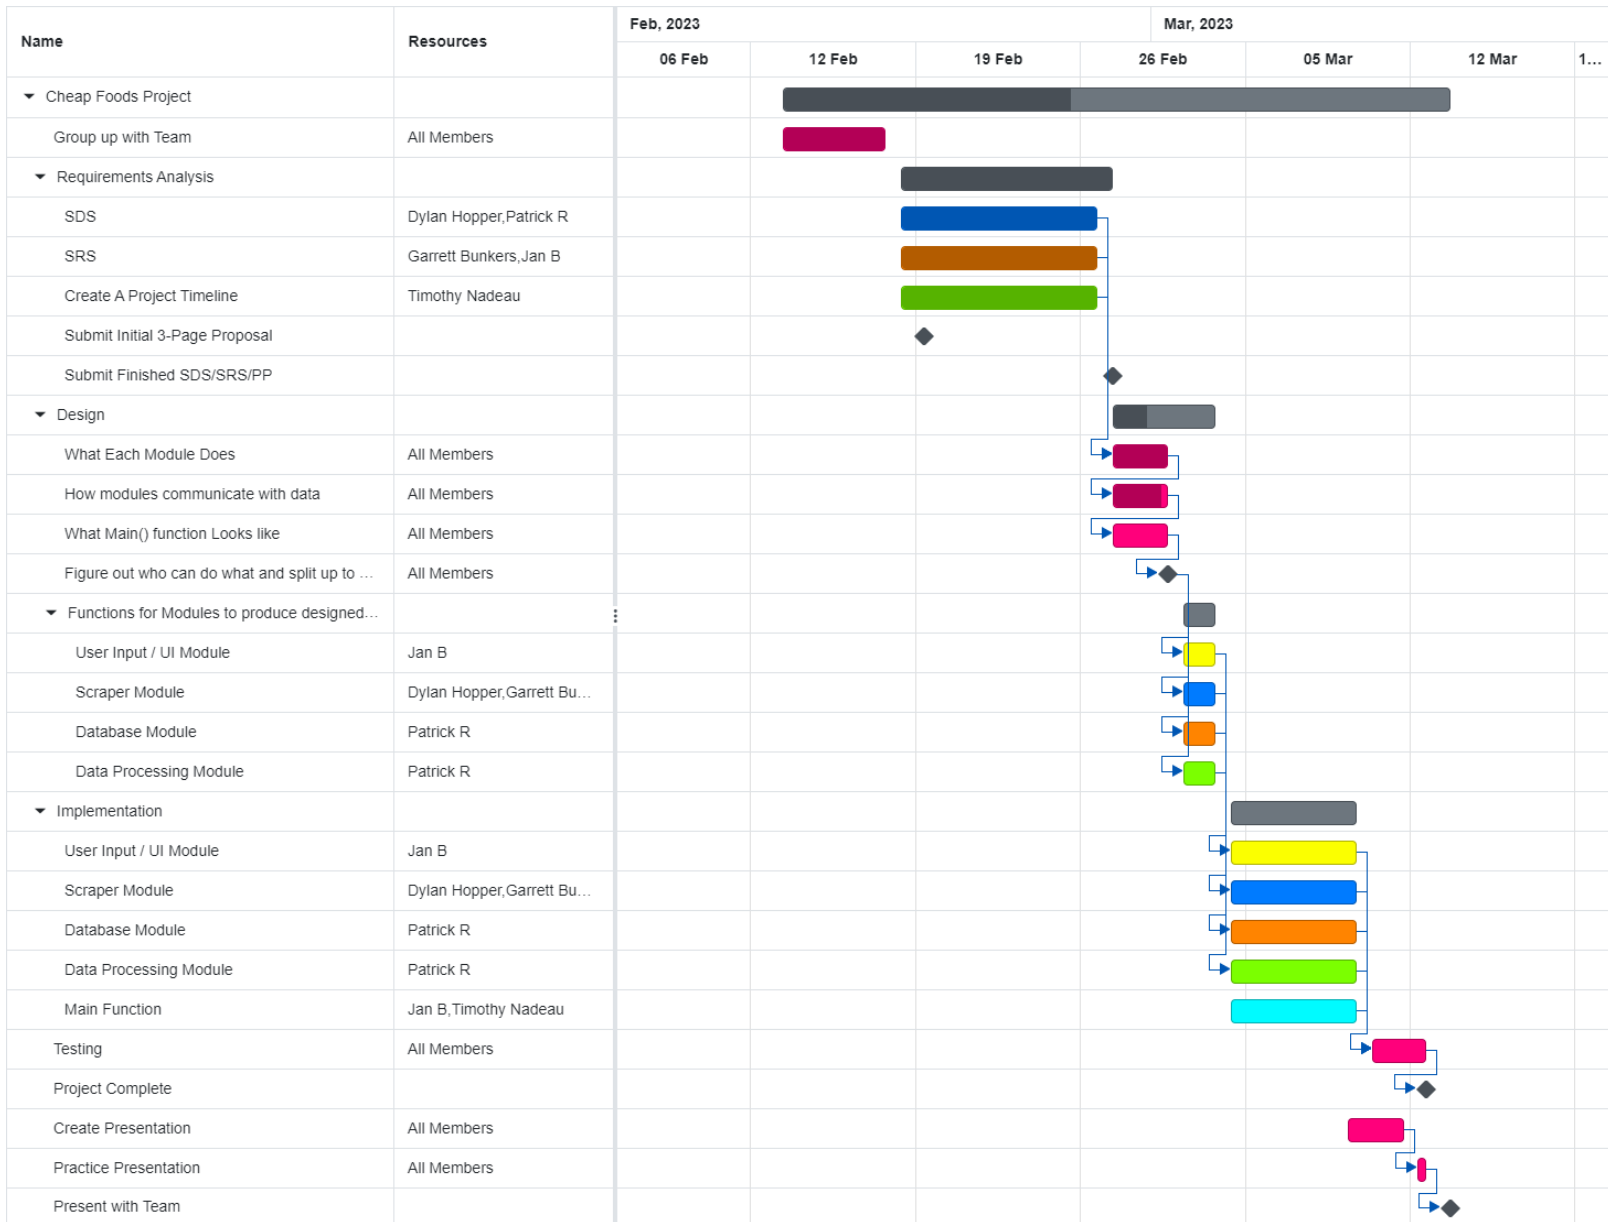 Name Resources Feb, 2023 Mar, 2023
06 Feb 12 Feb 19 Feb 26 Feb 05 Mar 12 Mar 1...
Cheap Foods Project
Group up with Team All Members
Requirements Analysis
SDS Dylan Hopper,Patrick R
SRS Garrett Bunkers,Jan B
Create A Project Timeline Timothy Nadeau
Submit Initial 3-Page Proposal
Submit Finished SDS/SRS/PP
Design
What Each Module Does All Members
How modules communicate with data All Members
What Main() function Looks like All Members
Figure out who can do what and split up to ... All Members
Functions for Modules to produce designed...
User Input / UI Module Jan B
Scraper Module Dylan Hopper,Garrett Bu...
Database Module Patrick R
Data Processing Module Patrick R
Implementation
User Input / UI Module Jan B
Scraper Module Dylan Hopper,Garrett Bu...
Database Module Patrick R
Data Processing Module Patrick R
Main Function Jan B,Timothy Nadeau
Testing All Members
Project Complete
Create Presentation All Members
Practice Presentation All Members
Present with Team